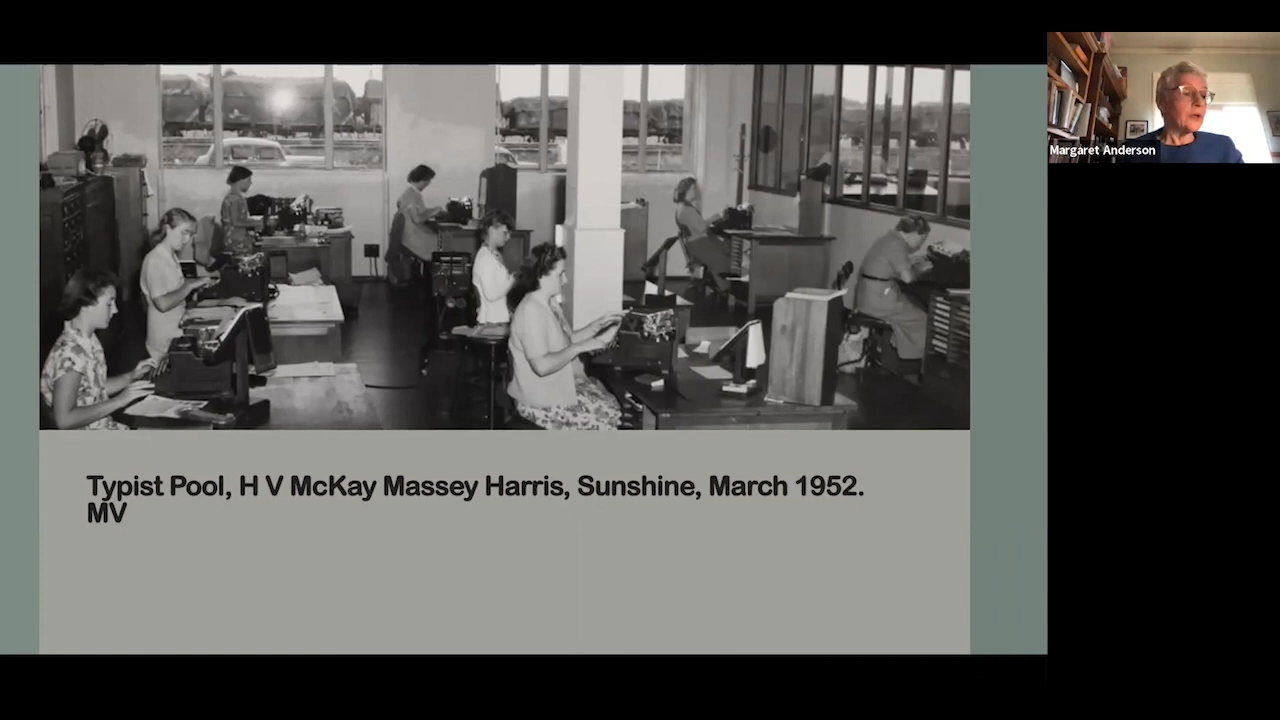 Typist Pool, H V McKay Massey Harris, Sunshine, March 1952.
MV
Margaret Anderson